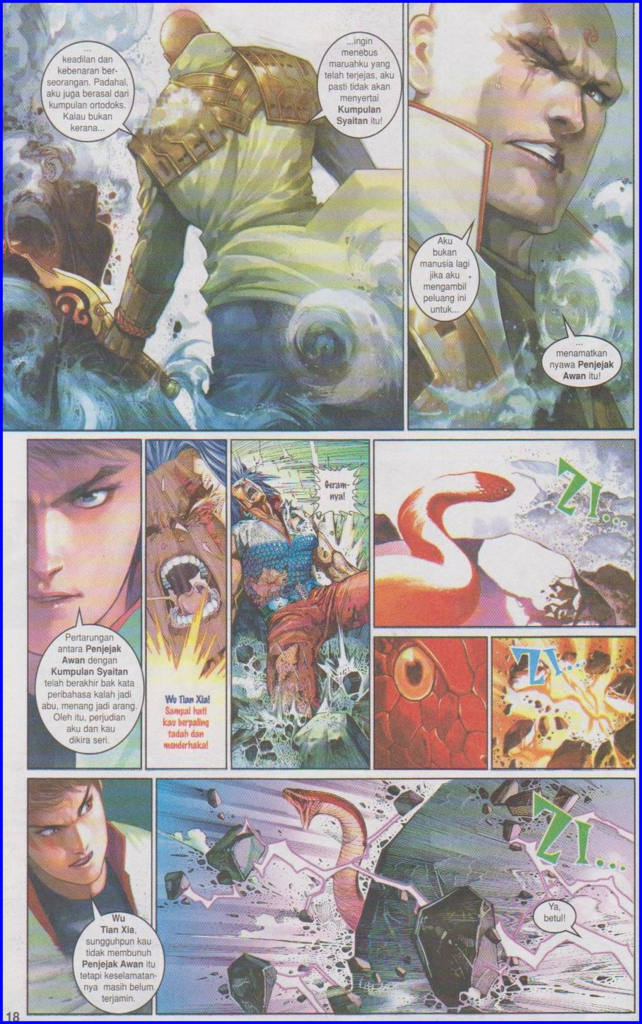 ...
keadilan dan
kebenaran ber-
seorangan. Padahal,
aku juga berasal dari
kumpulan ortodoks.
Kalau bukan
kerana...
...ingin
menebus
maruahku yang
telah terjejas, aku
pasti tidak akan
menyertai
Kumpulan
Syaitan itu!
Aku
bukan
manusia lagi
jika aku
mengambil
peluang ini
untuk...
...
menamatkan
nyawa Penjejak
Awan itu!
Pertarungan
antara Penjejak
Awan dengan
Kumpulan Syaitan
telah berakhir bak kata
peribahasa kalah jadi
abu, menang jadi arang.
Oleh itu, perjudian
aku dan kau
dikira seri.
Wu Tian Xia!
Sampai hati
kau berpaling
tadah dan
menderhaka!
Geram-
nya!
ZI...
ZI...
Wu
Tian Xia,
sungguhpun kau
tidak membunuh
Penjejak Awan itu
tetapi keselamatan-
nya masih belum
terjamin.
ZI...
Ya,
betul!
18